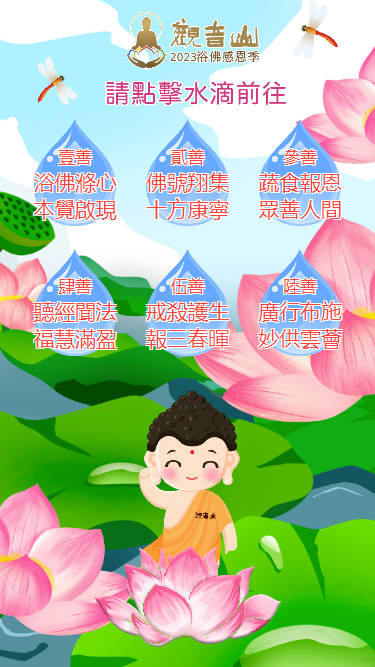 觀音山
2023浴佛感恩季
請點擊水滴前往
壹善
浴佛滌心
本覺啟現
貳善
佛號翔集
十方康寧
參善
蔬食報恩
眾善人間
肆善
聽經聞法
福慧滿盈
伍善
戒殺護生
報三春暉
陸善
廣行布施
妙供雲薈
觀音山